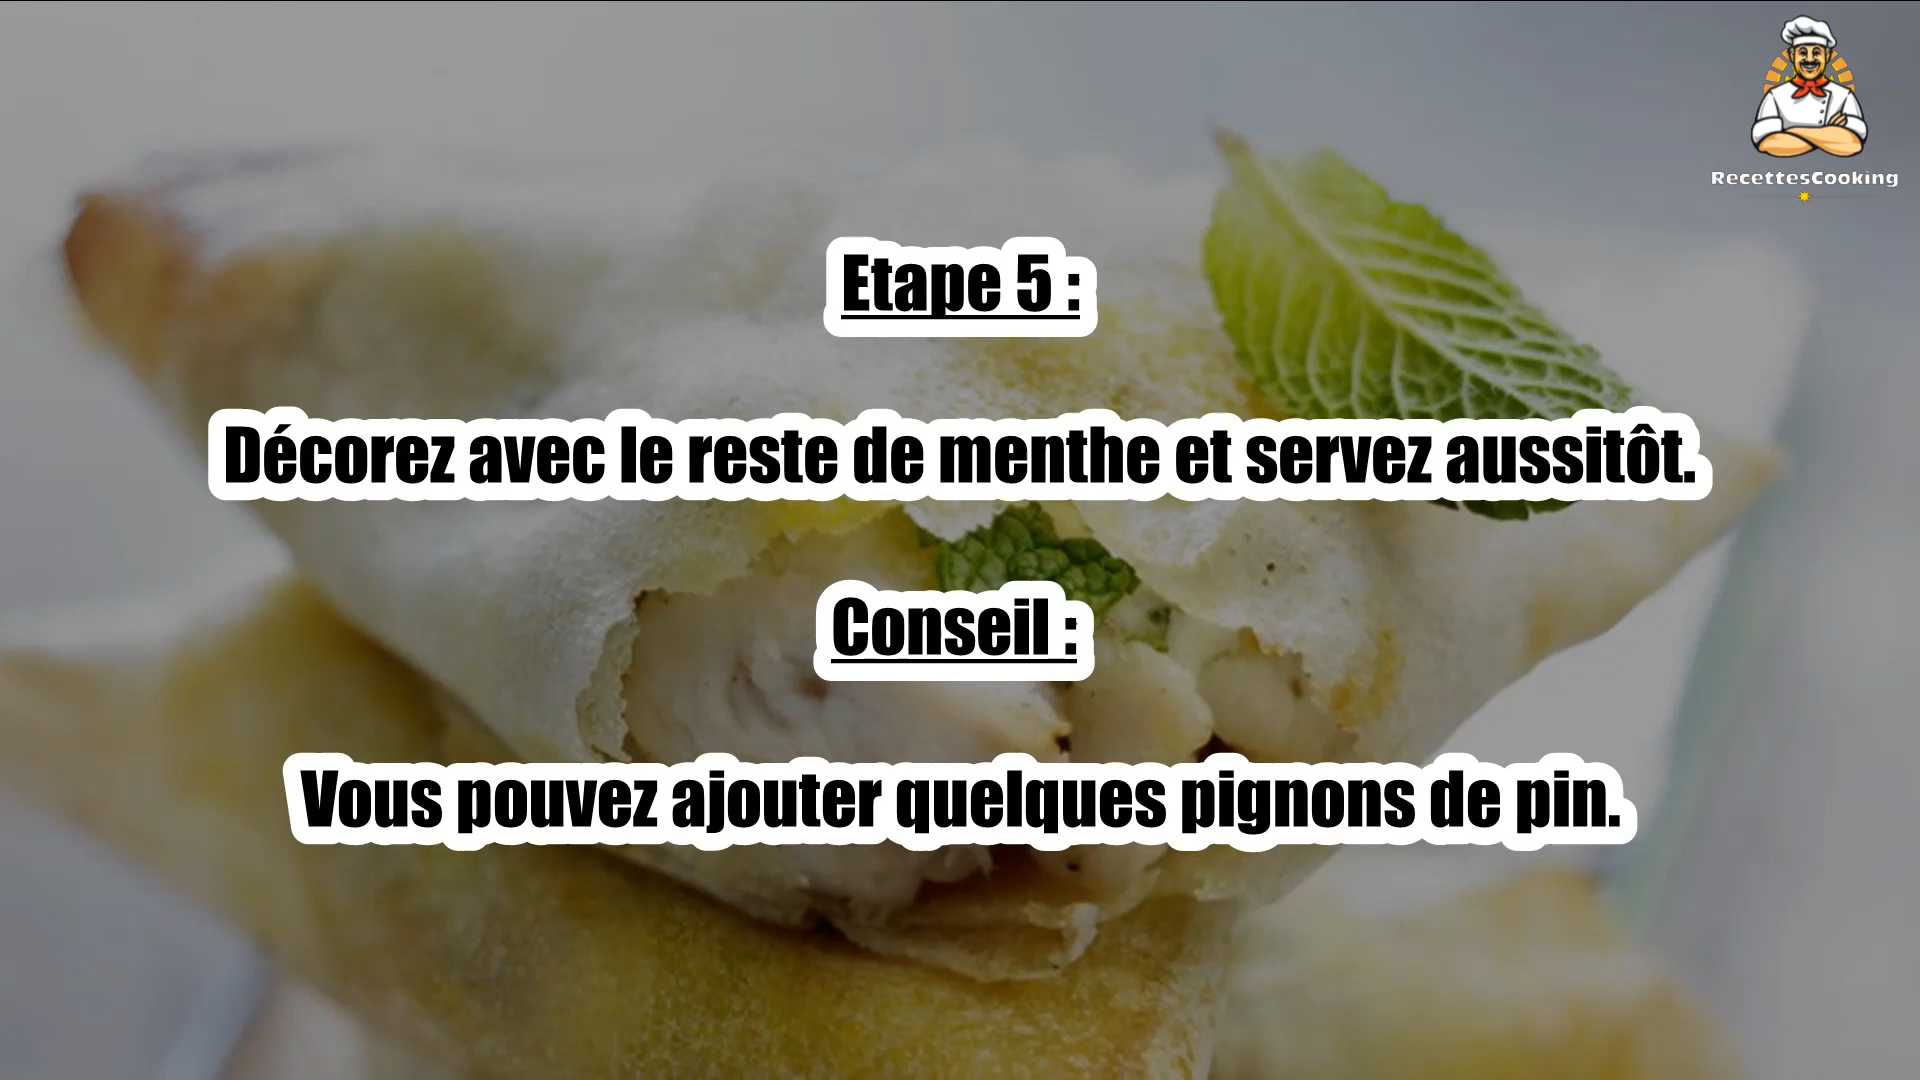 RecettesCooking
Etape 5 :
Décorez avec le reste de menthe et servez aussitôt.
Conseil :
Vous pouvez ajouter quelques pignons de pin.